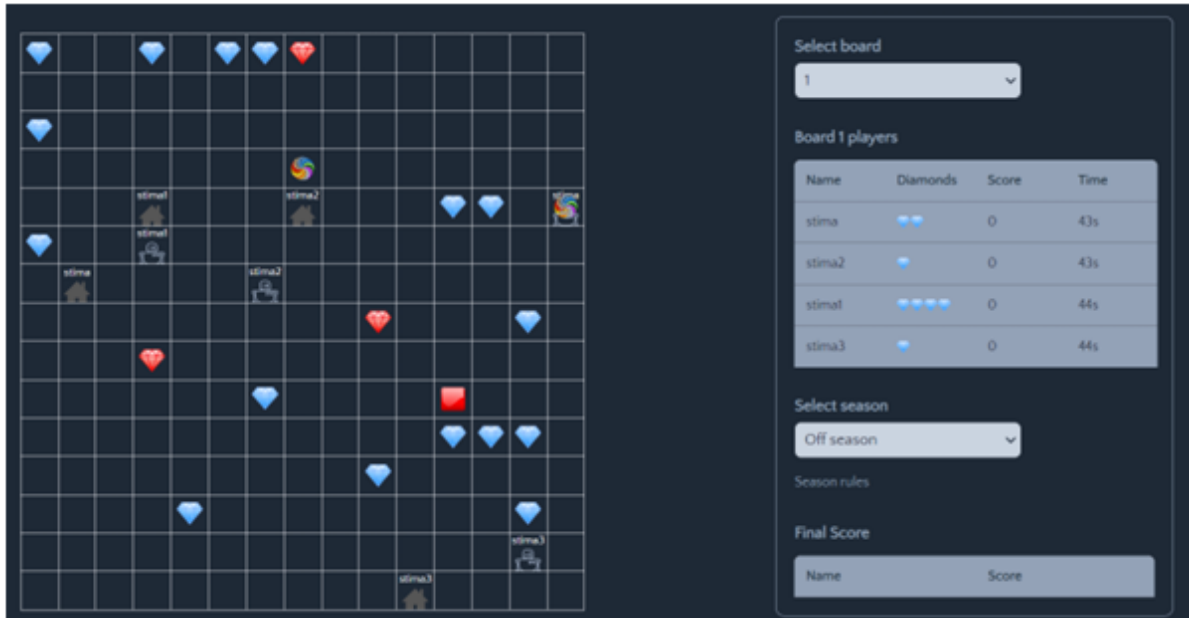 Select board
1
Board 1 players
Name Diamonds Score Time
stima 0 43s
stima2 0 43s
stima1 0 44s
stima3 0 44s
Select season
Off season
Season rules
Final Score
Name Score
stima1 stima2 stima
stima1
stima stima2
stima3
stima3